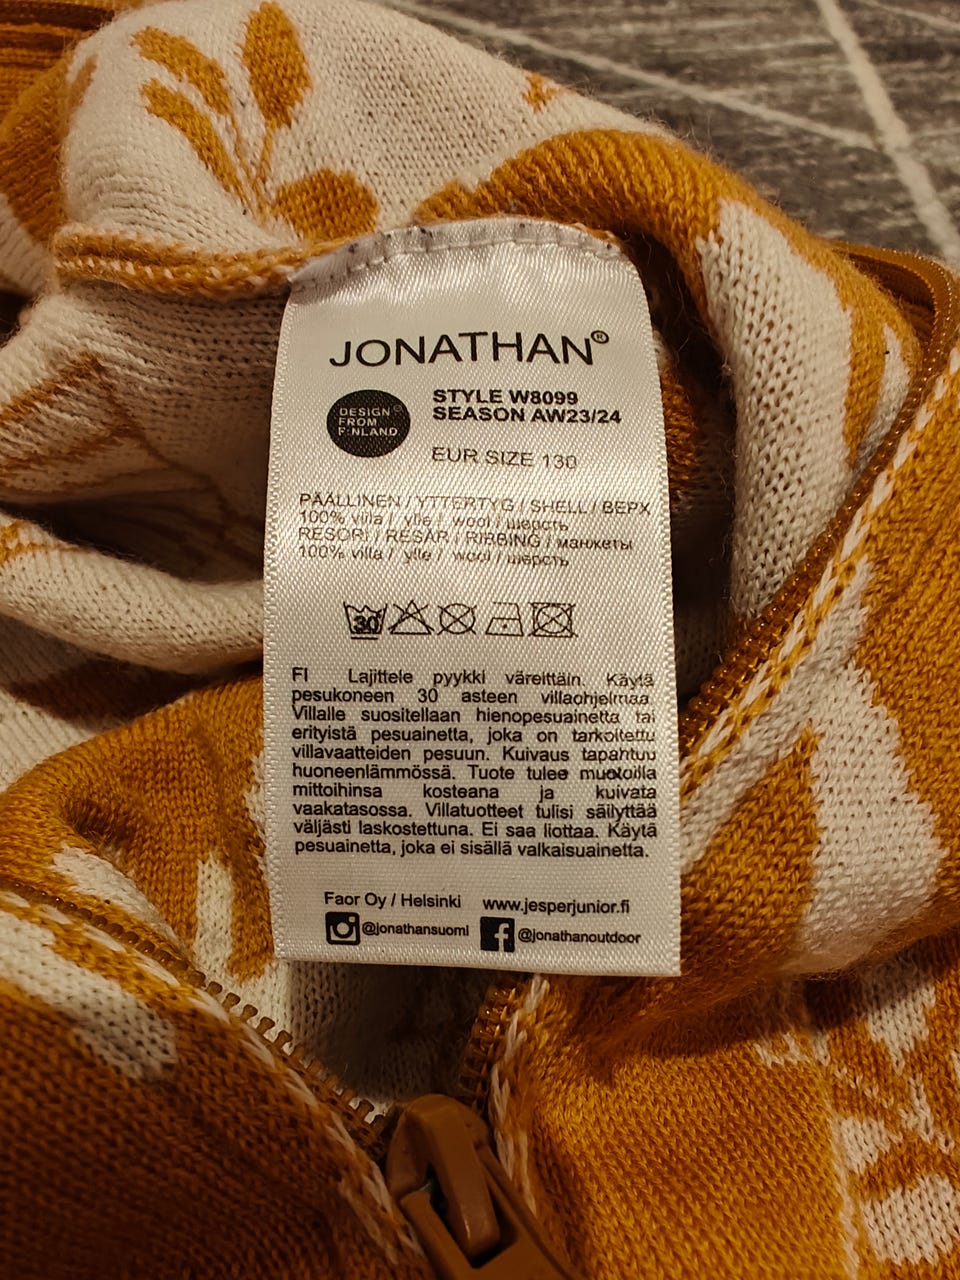 JONATHAN®
DESIGN©
FROM
F:NLAND
STYLE W8099
SEASON AW23/24
EUR SIZE 130
PÄÄLLINEN / YTTERTYG / SHELL / ВЕРХ
100% villa / ylle / wool / шерсть
RESORI / RESÅR / RIBBING / манжеты
100% villa / ylle / wool / шерсть
30
FI Lajittele pyykki väreittäin. Käytä
pesukoneen 30 asteen villaohjelmaa.
Villalle suositellaan hienopesuainetta tai
erityistä pesuainetta, joka on tarkoitettu
villavaatteiden pesuun. Kuivaus tapahtuu
huoneenlämmössä. Tuote tulee muotoilla
mittoihinsa kosteana ja kuivata
vaakatasossa. Villatuotteet tulisi säilyttää
väljästi laskostettuna. Ei saa liottaa. Käytä
pesuainetta, joka ei sisällä valkaisuainetta.
Faor Oy / Helsinki www.jesperjunior.fi
@jonathansuomi @jonathanoutdoor